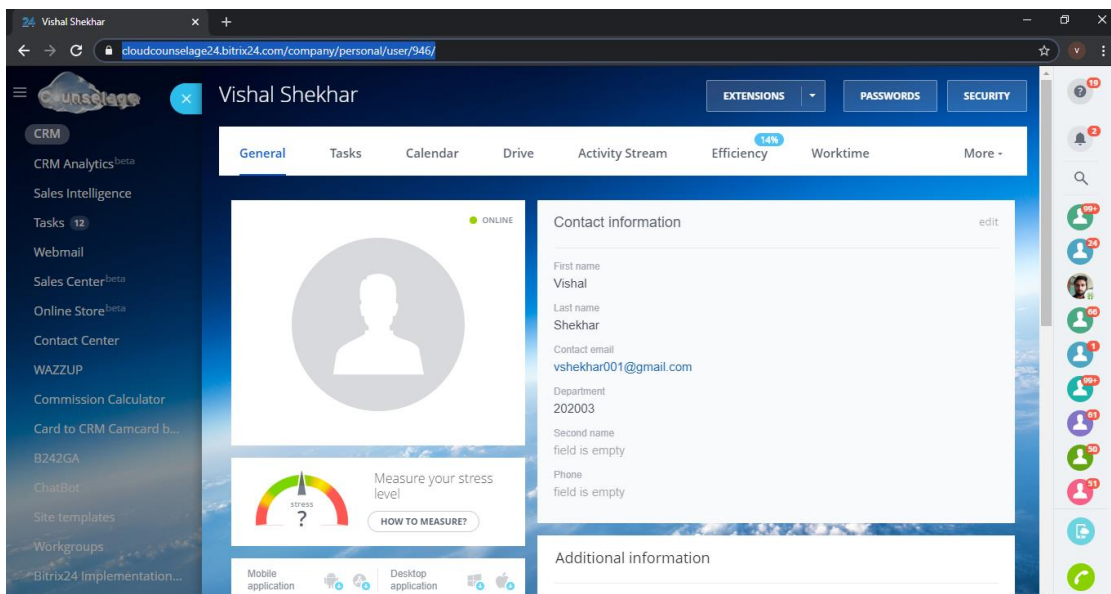 24 Vishal Shekhar
cloudcounselage24.bitrix24.com/company/personal/user/946/
V
Counselage
Vishal Shekhar
EXTENSIONS
PASSWORDS
SECURITY
CRM
CRM Analytics beta
Sales Intelligence
Tasks 12
Webmail
Sales Center beta
Online Store beta
Contact Center
WAZZUP
Commission Calculator
Card to CRM Camcard b...
B242GA
ChatBot
Site templates
Workgroups
Bitrix24 Implementation...
General
Tasks
Calendar
Drive
Activity Stream
Efficiency
14%
Worktime
More
ONLINE
Measure your stress
level
stress
?
HOW TO MEASURE?
Mobile
application
Desktop
application
Contact information
edit
First name
Vishal
Last name
Shekhar
Contact email
vshekhar001@gmail.com
Department
202003
Second name
field is empty
Phone
field is empty
Additional information
?
19
2
99+
24
66
1
99+
61
50
51